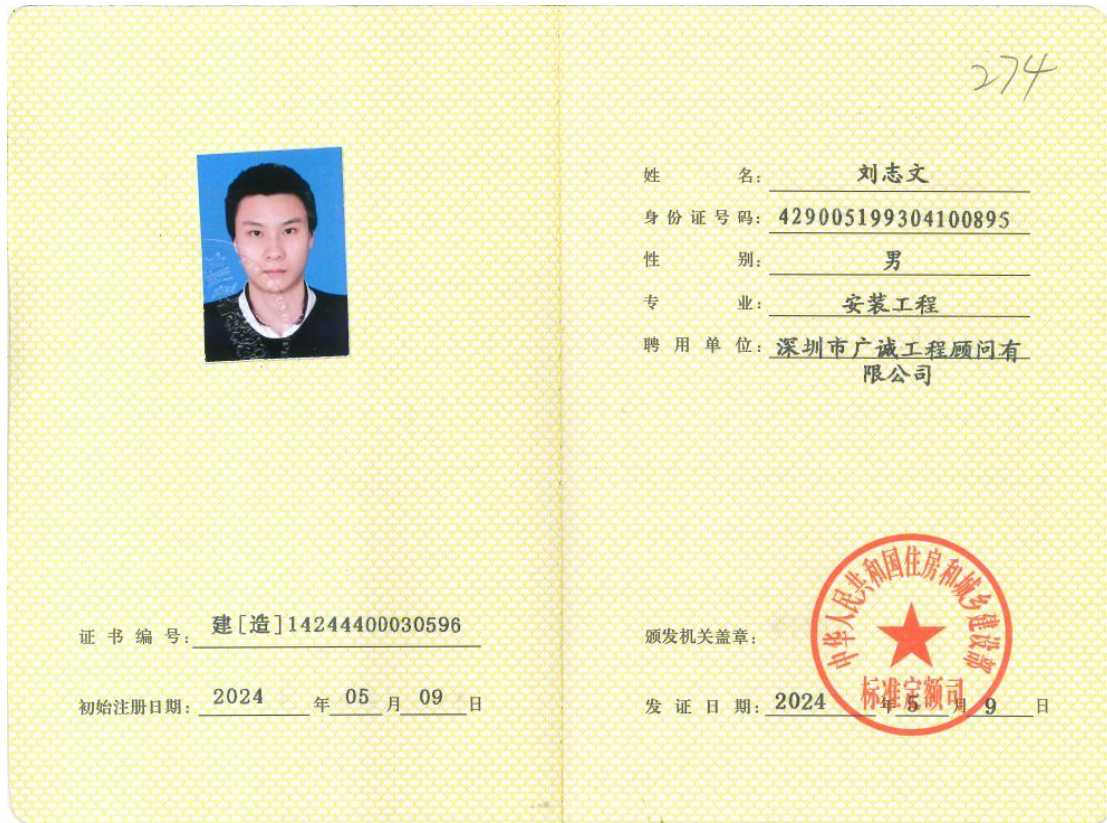 274
姓名：刘志文
身份证号码：429005199304100895
性别：男
专业：安装工程
聘用单位：深圳市广诚工程顾问有
限公司
证书编号：建[造]14244400030596
初始注册日期：2024年05月09日
颁发机关盖章：
中华人民共和国住房和城乡建设部
标准定额司
发证日期：2024年5月9日